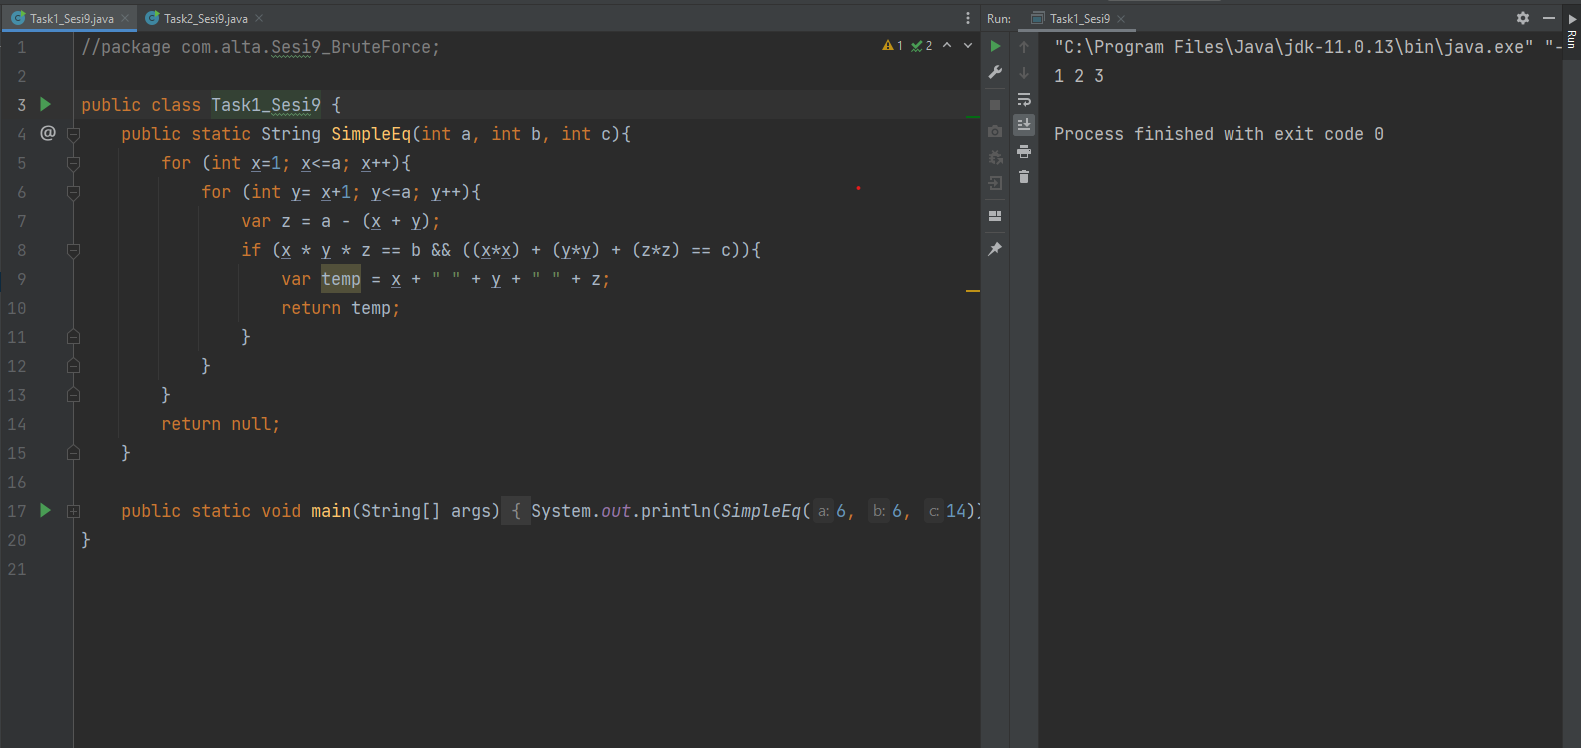 Task1_Sesi9.java
Task2_Sesi9.java
1 //package com.alta.Sesi9_BruteForce;
1 2
2
3 public class Task1_Sesi9 {
4 @ public static String SimpleEq(int a, int b, int c){
5 for (int x=1; x<=a; x++){
6 for (int y= x+1; y<=a; y++){
7 var z = a - (x + y);
8 if (x * y * z == b && ((x*x) + (y*y) + (z*z) == c)){
9 var temp = x + " " + y + " " + z;
10 return temp;
11 }
12 }
13 }
14 return null;
15 }
16
17 public static void main(String[] args) { System.out.println(SimpleEq( a: 6, b: 6, c: 14))
20 }
21
Run: Task1_Sesi9
"C:\Program Files\Java\jdk-11.0.13\bin\java.exe" "-
1 2 3
Process finished with exit code 0
Run